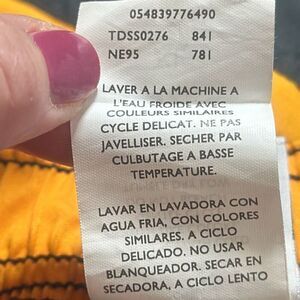 054839776490
TDSS0276 841
NE95 781
LAVER A LA MACHINE A
L'EAU FROIDE AVEC
COULEURS SIMILAIRES
CYCLE DELICAT. NE PAS
JAVELLISER. SECHER PAR
CULBUTAGE A BASSE
TEMPERATURE.
LAVAR EN LAVADORA CON
AGUA FRIA, CON COLORES
SIMILARES. A CICLO
DELICADO. NO USAR
BLANQUEADOR. SECAR EN
SECADORA, A CICLO LENTO